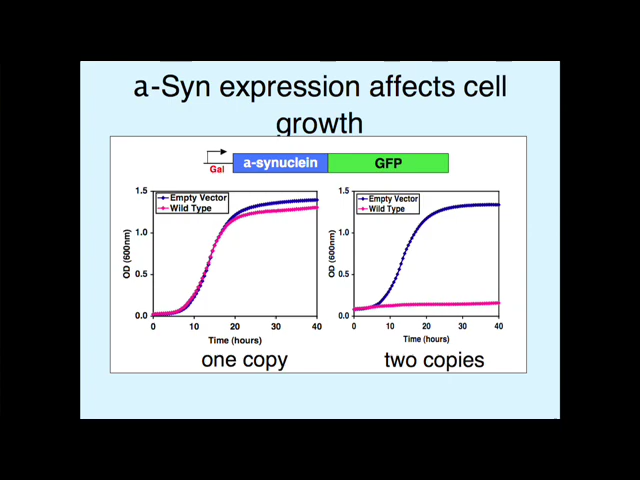 a-Syn expression affects cell
growth
Gal
a-synuclein
GFP
1.5
1.0
0.5
0.0
OD (600nm)
Empty Vector
Wild Type
0 10 20 30 40
Time (hours)
one copy
1.5
1.0
0.5
0.0
OD (600nm)
Empty Vector
Wild Type
0 10 20 30 40
Time (hours)
two copies